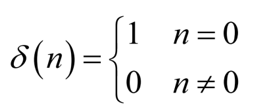 δ(n) = { 1 n = 0
0 n ≠ 0